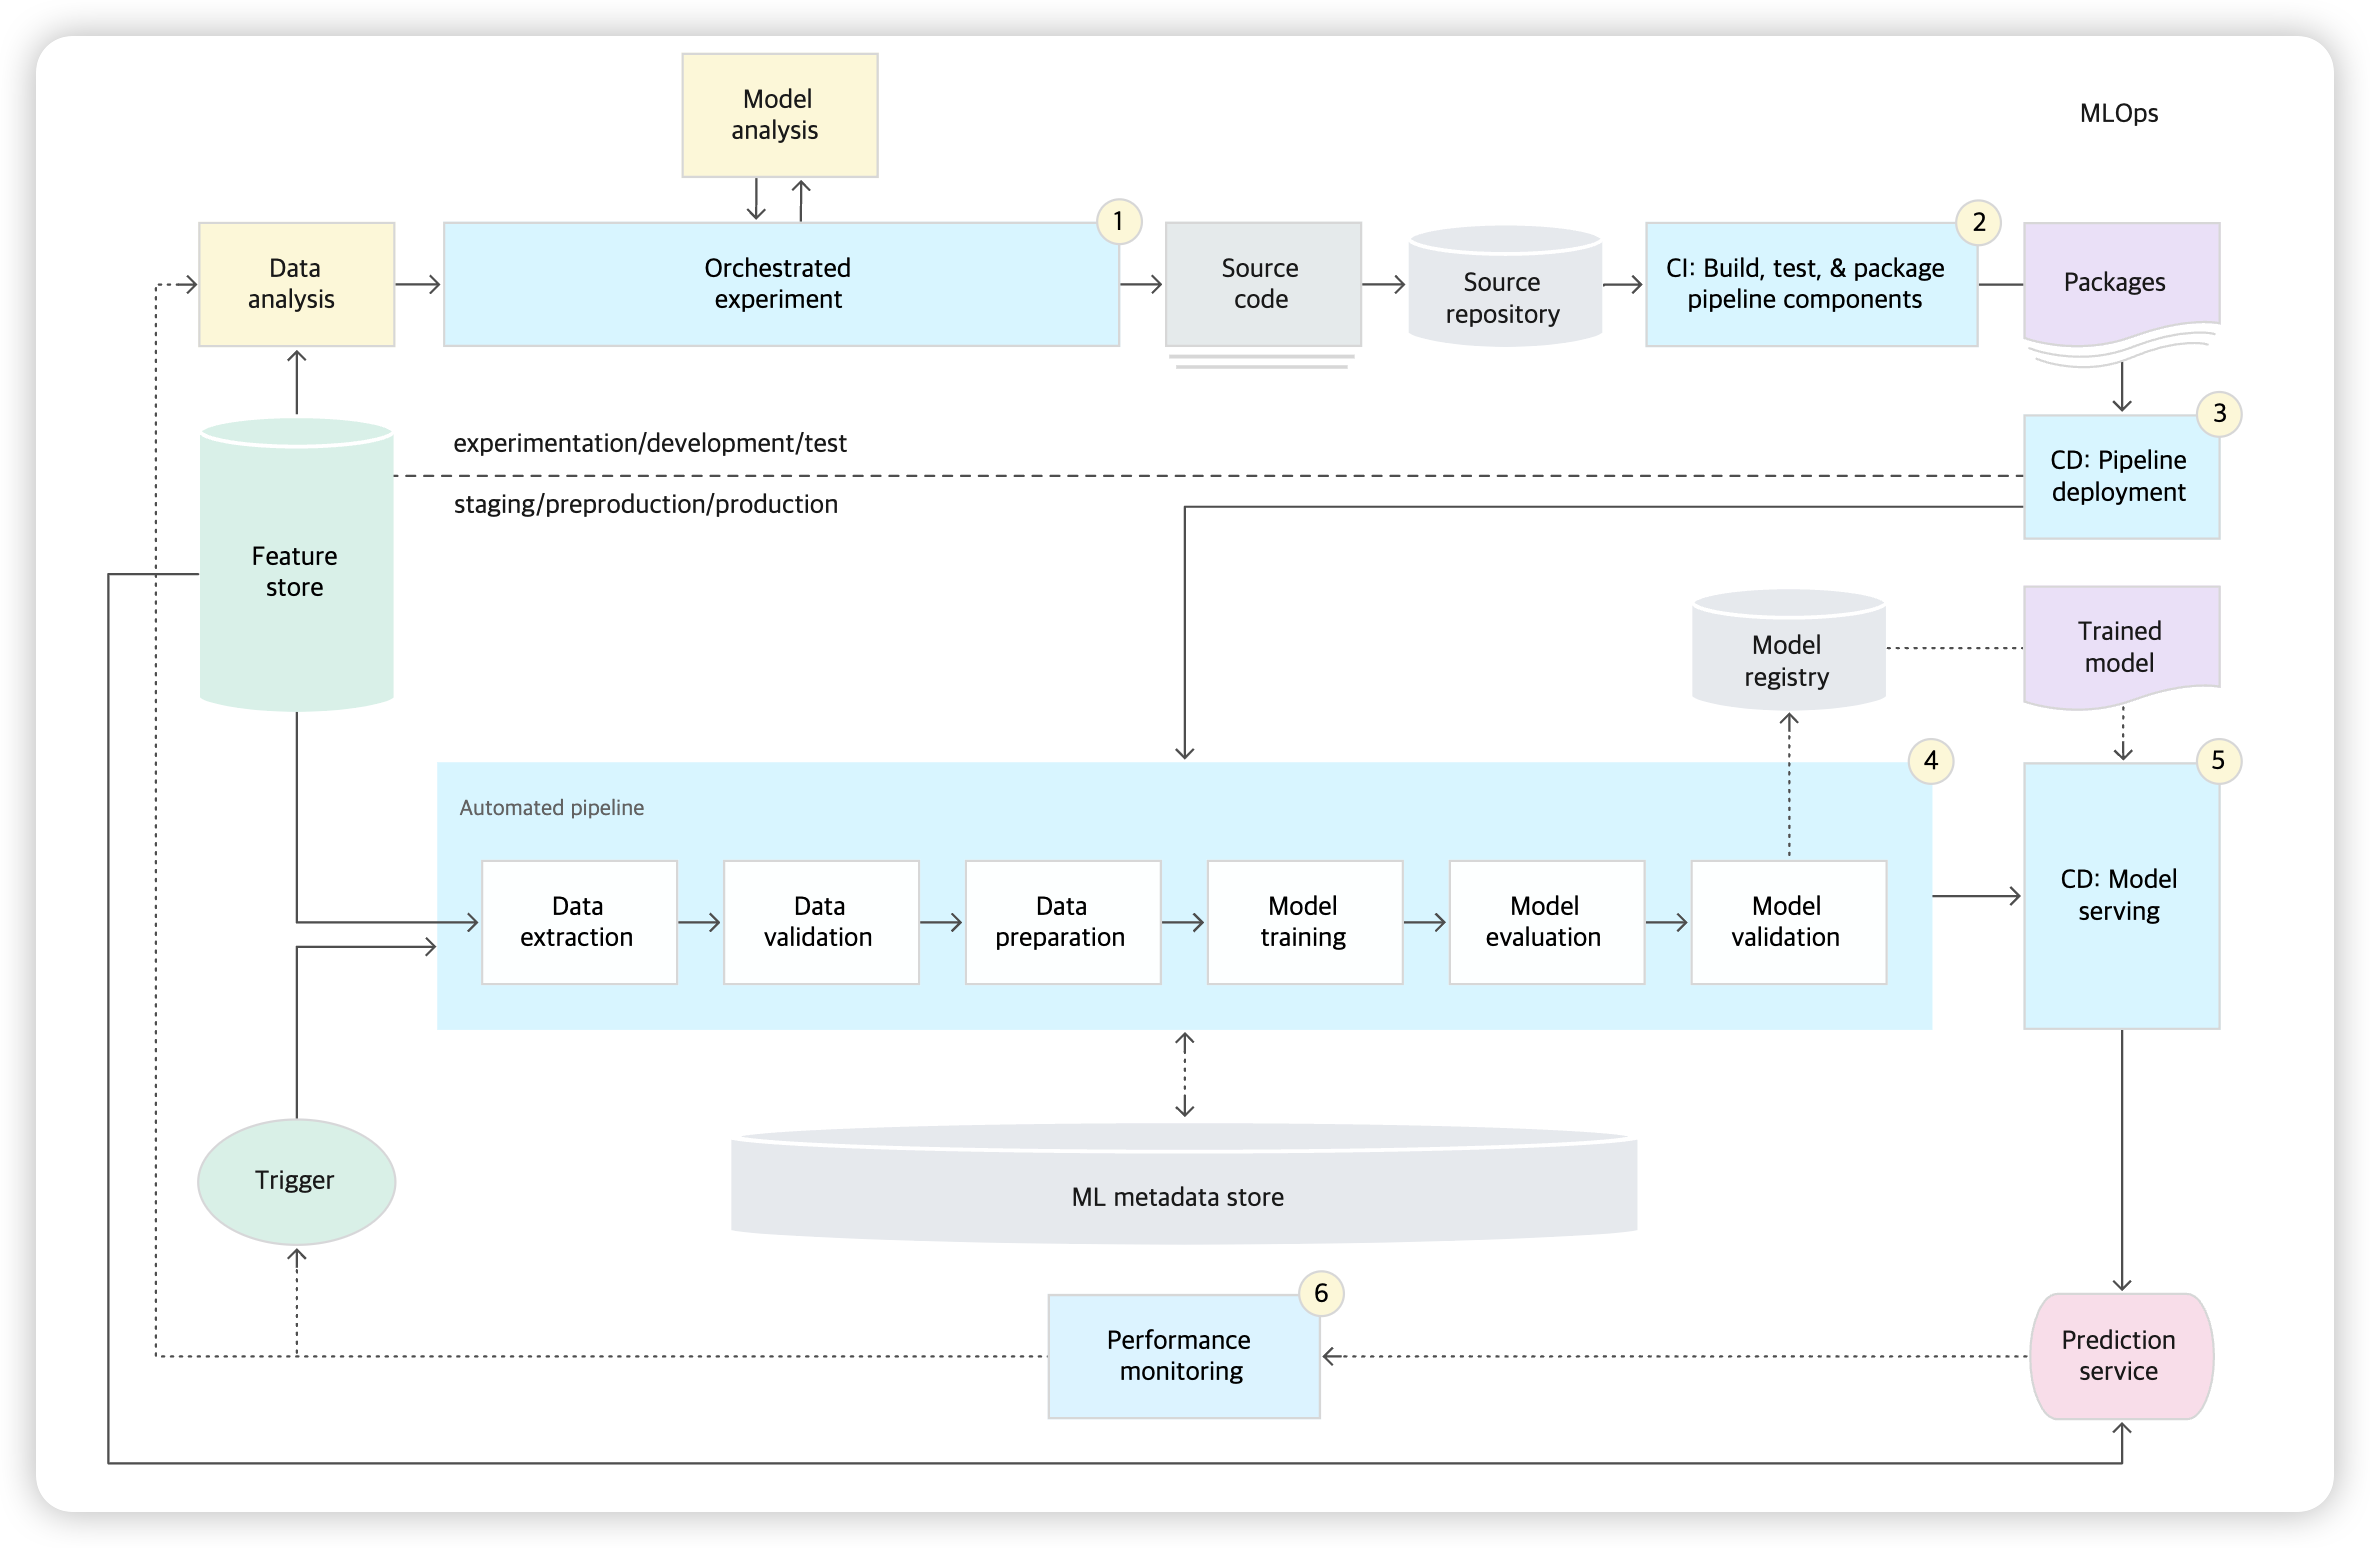 Model
analysis
MLOps
Data
analysis
Orchestrated
experiment
1
Source
code
Source
repository
CI: Build, test, & package
pipeline components
2
Packages
experimentation/development/test
staging/preproduction/production
CD: Pipeline
deployment
3
Feature
store
Model
registry
Trained
model
Automated pipeline
4
5
Data
extraction
Data
validation
Data
preparation
Model
training
Model
evaluation
Model
validation
CD: Model
serving
Trigger
ML metadata store
6
Performance
monitoring
Prediction
service